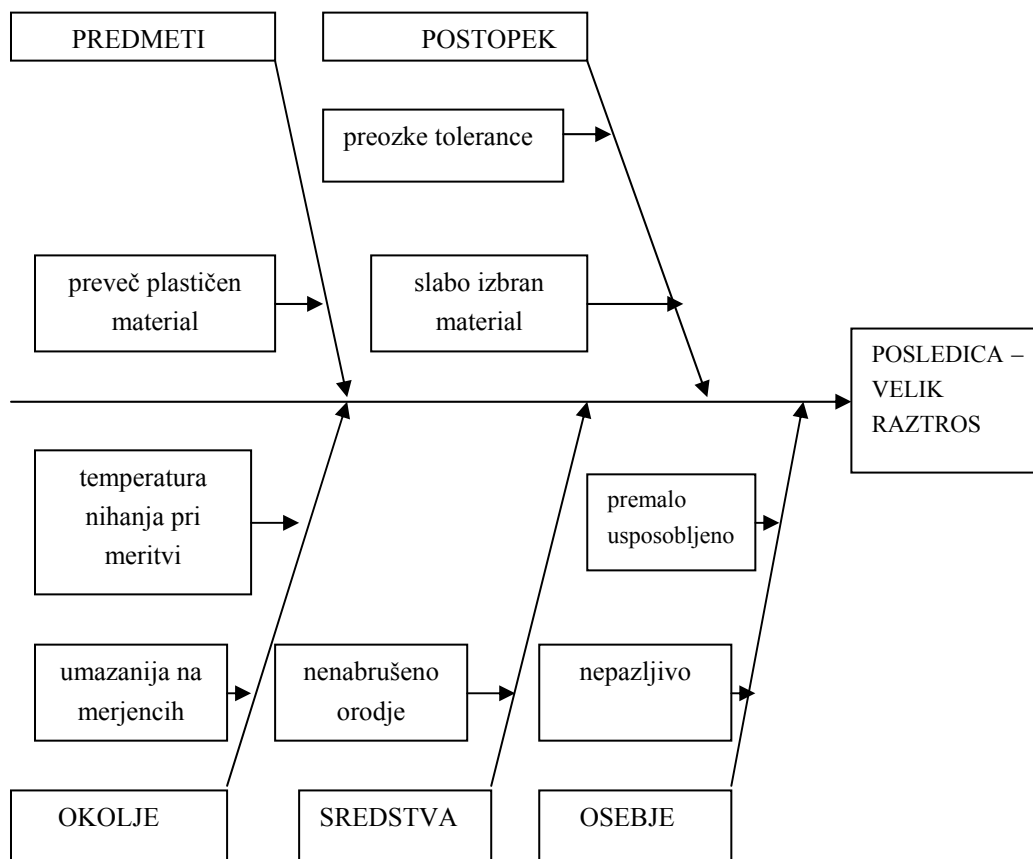 PREDMETI
POSTOPEK
preozke tolerance
preveč plastičen
material
slabo izbran
material
POSLEDICA –
VELIK
RAZTROS
temperatura
nihanja pri
meritvi
premalo
usposobljeno
umazanija na
merjencih
nenabrušeno
orodje
nepazljivo
OKOLJE
SREDSTVA
OSEBJE